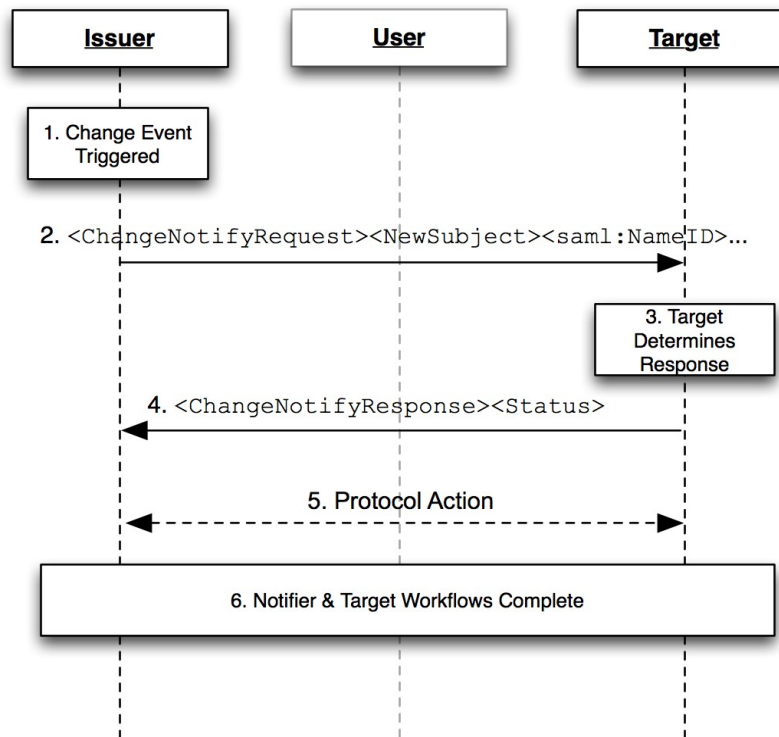 Issuer
User
Target
1. Change Event
Triggered
2. <ChangeNotifyRequest><NewSubject><saml:NameID>...
3. Target
Determines
Response
4. <ChangeNotifyResponse><Status>
5. Protocol Action
6. Notifier & Target Workflows Complete